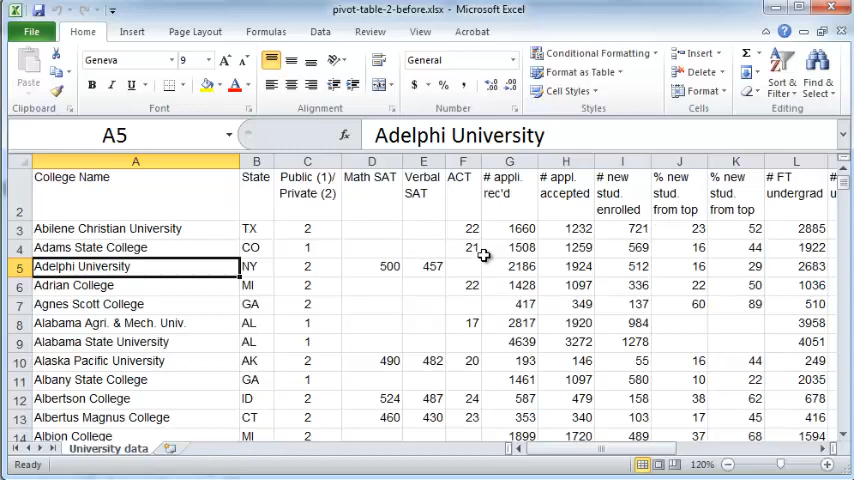 pivot-table-2-before.xlsx - Microsoft Excel
File Home Insert Page Layout Formulas Data Review View Acrobat
Paste Geneva 9 A A General Conditional Formatting Insert Σ
B I U A $ % , Format as Table Delete Sort & Find &
Cell Styles Format Filter Select
Clipboard Font Alignment Number Styles Cells Editing
A5 fx Adelphi University
A B C D E F G H I J K L
College Name State Public (1)/ Math SAT Verbal ACT # appli. # appl. # new % new % new # FT #
Private (2) SAT rec'd accepted stud. stud. stud. undergrad u
2 enrolled from top from top
3 Abilene Christian University TX 2 22 1660 1232 721 23 52 2885
4 Adams State College CO 1 21 1508 1259 569 16 44 1922
5 Adelphi University NY 2 500 457 2186 1924 512 16 29 2683
6 Adrian College MI 2 22 1428 1097 336 22 50 1036
7 Agnes Scott College GA 2 417 349 137 60 89 510
8 Alabama Agri. & Mech. Univ. AL 1 17 2817 1920 984 3958
9 Alabama State University AL 1 4639 3272 1278 4051
10 Alaska Pacific University AK 2 490 482 20 193 146 55 16 44 249
11 Albany State College GA 1 1461 1097 580 10 22 2035
12 Albertson College ID 2 524 487 24 587 479 158 38 62 678
13 Albertus Magnus College CT 2 460 430 23 353 340 103 17 45 416
14 Albion College MI 2 1899 1720 489 37 68 1594
University data
Ready 120%